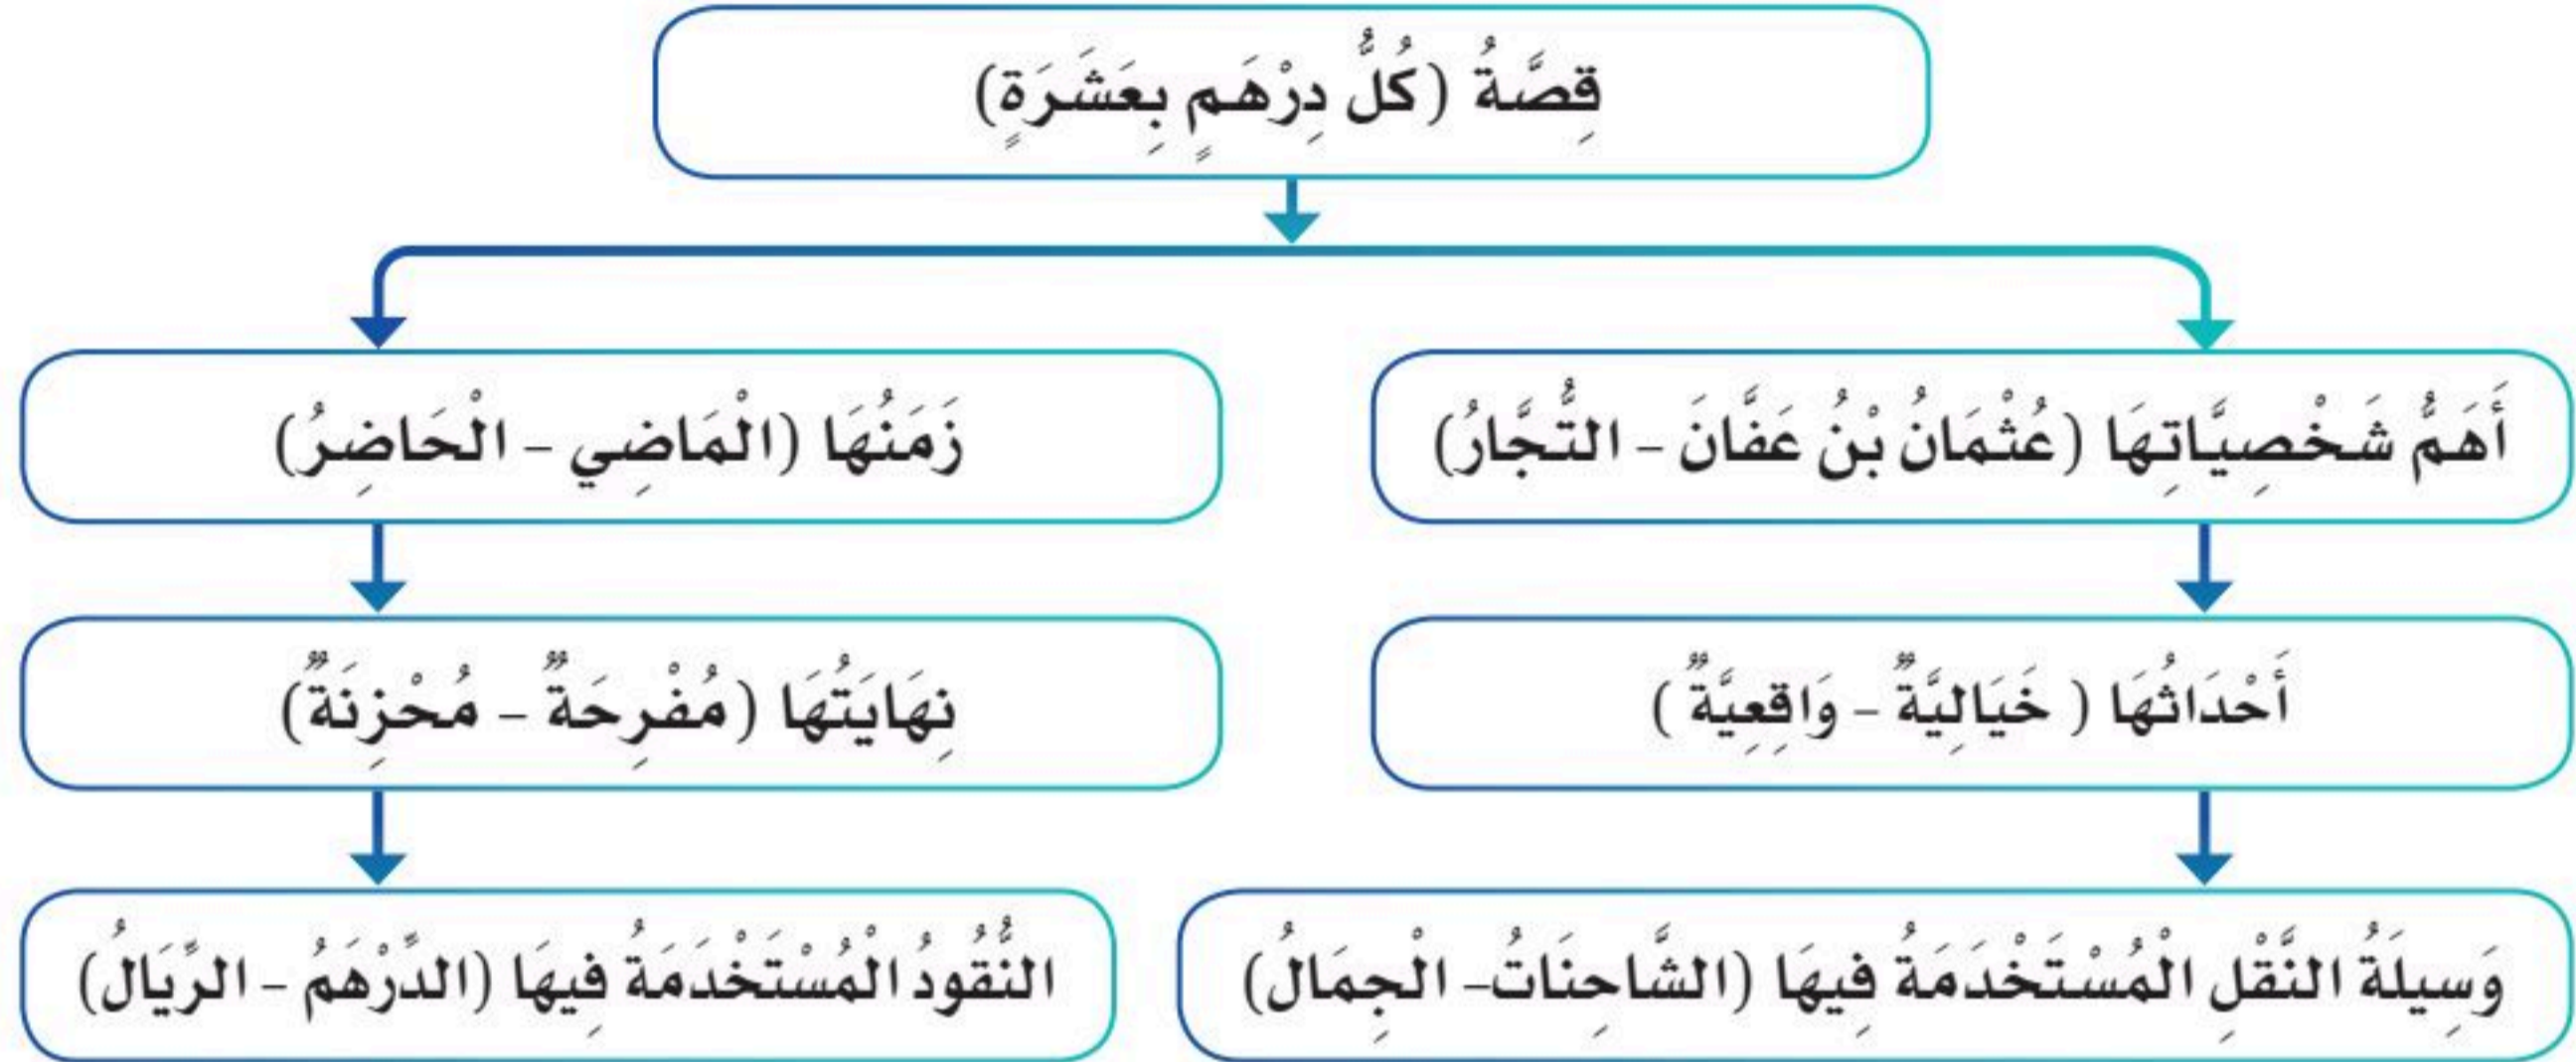 قِصَّةُ (كُلُّ دِرْهَمٍ بِعَشَرَةٍ)
أَهَمُّ شَخْصِيَّاتِهَا (عُثْمَانُ بْنُ عَفَّانَ – التُّجَّارُ)
زَمَنُهَا (الْمَاضِي – الْحَاضِرُ)
أَحْدَاثُهَا ( خَيَالِيَّةٌ – وَاقِعِيَّةٌ )
نِهَايَتُهَا (مُفْرِحَةٌ – مُحْزِنَةٌ)
وَسِيلَةُ النَّقْلِ الْمُسْتَخْدَمَةُ فِيهَا (الشَّاحِنَاتُ– الْجِمَالُ)
النُّقُودُ الْمُسْتَخْدَمَةُ فِيهَا (الدِّرْهَمُ – الرِّيَالُ)